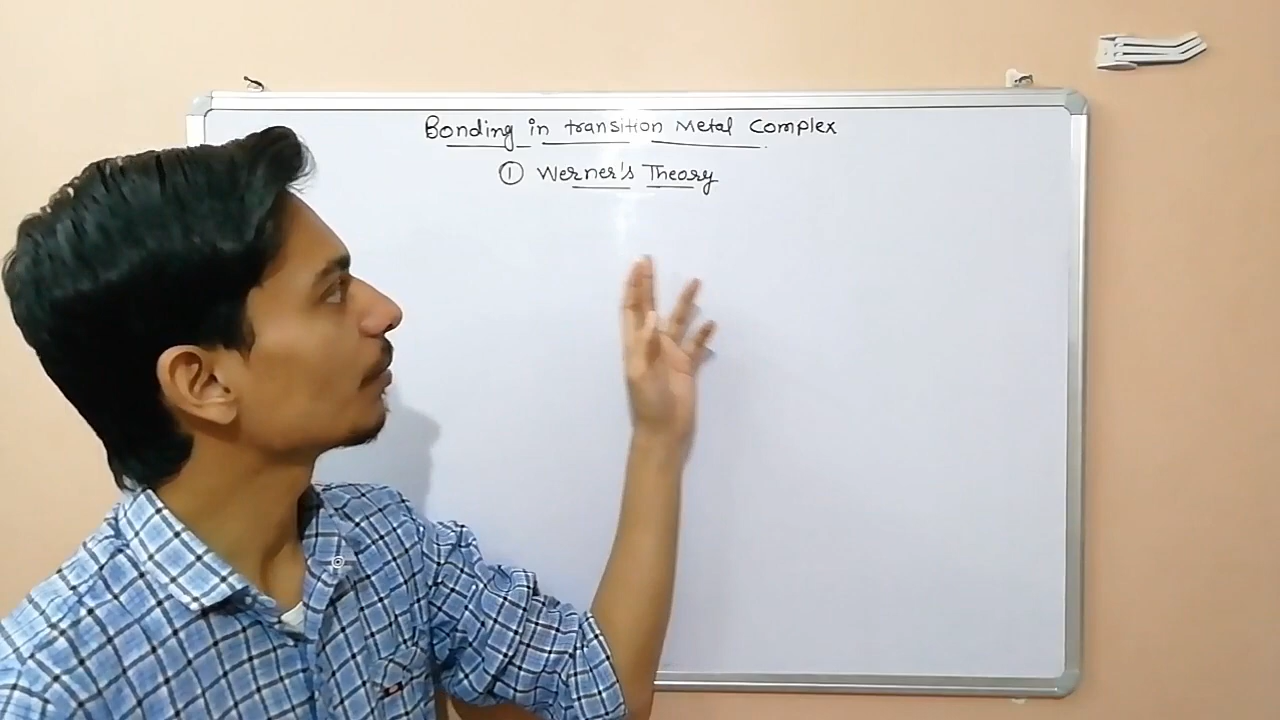 Bonding in transition Metal Complex
① Werner's Theory